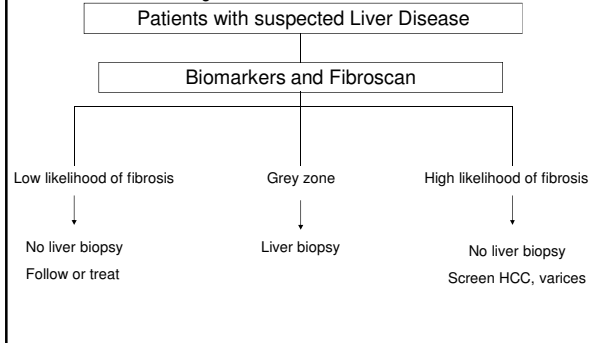 Patients with suspected Liver Disease
Biomarkers and Fibroscan
Low likelihood of fibrosis
Grey zone
High likelihood of fibrosis
No liver biopsy
Follow or treat
Liver biopsy
No liver biopsy
Screen HCC, varices